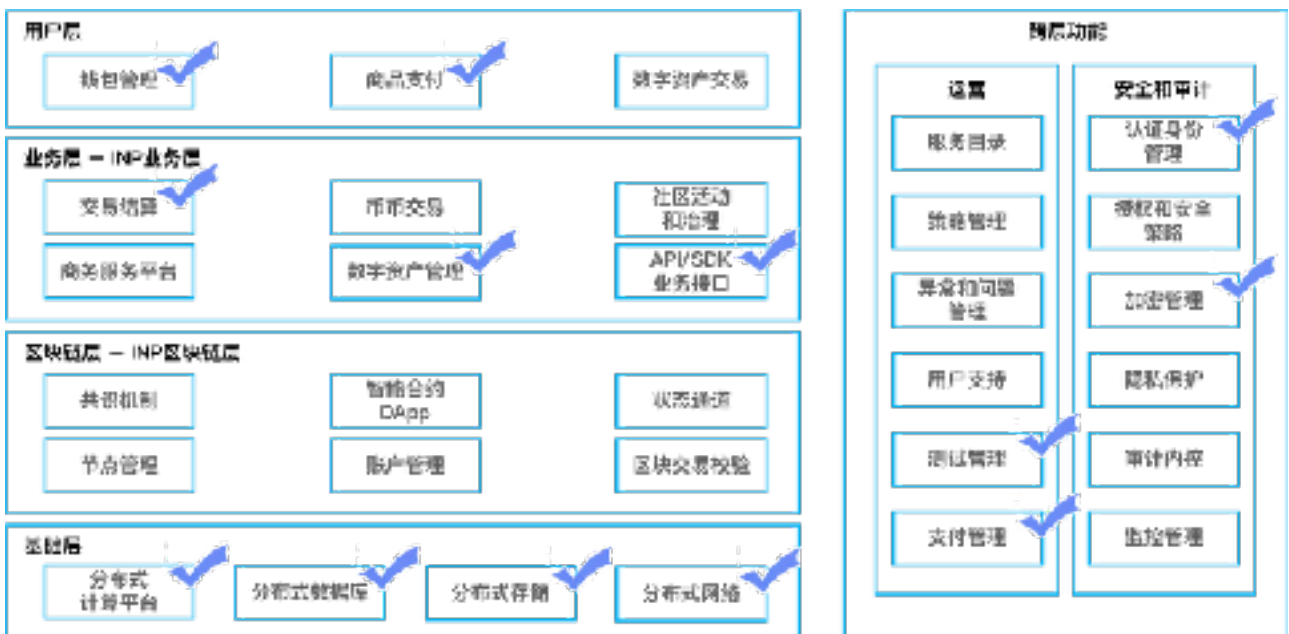 用户层
钱包管理
商品支付
数字资产交易
业务层 — INP业务层
交易结算
币币交易
社区活动
和治理
商务服务平台
数字资产管理
API/SDK
业务接口
区块链层 — INP区块链层
共识机制
智能合约
DApp
状态通道
节点管理
账户管理
区块交易校验
基础层
分布式
计算平台
分布式数据库
分布式存储
分布式网络
跨层功能
运营
服务目录
策略管理
异常和问题
管理
用户支持
测试管理
支付管理
安全和审计
认证身份
管理
授权和安全
策略
加密管理
隐私保护
审计内控
监控管理